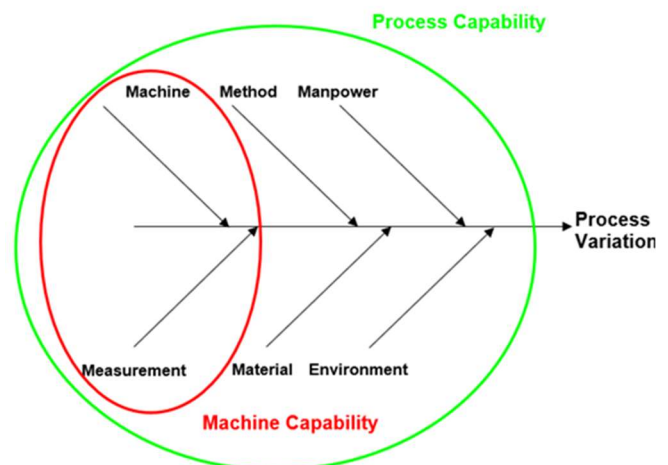 Process Capability
Machine
Method
Manpower
Process
Variation
Measurement
Material
Environment
Machine Capability